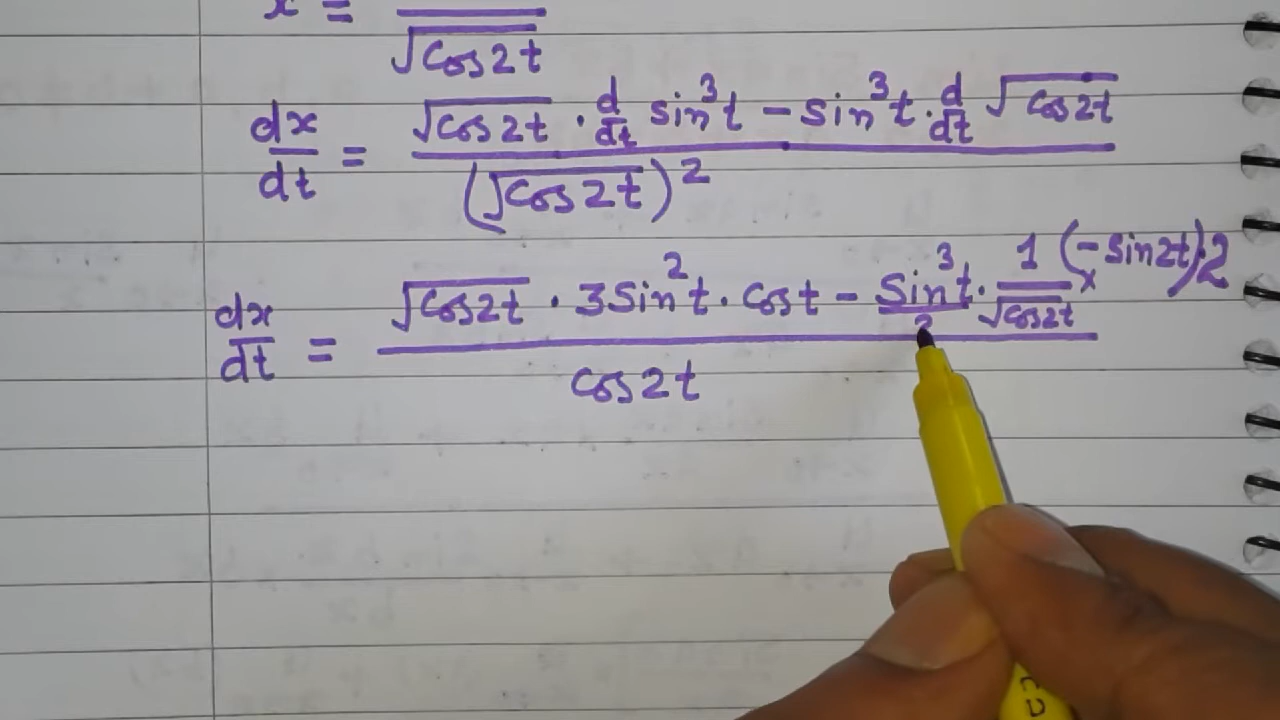 x =
√cos2t
dx/dt = √cos2t · d/dt sin³t − sin³t · d/dt √cos2t
(√cos2t)²
dx/dt = √cos2t · 3sin²t · cost − sin³t/2 · 1/√cos2t × (−sin2t)·2
cos2t